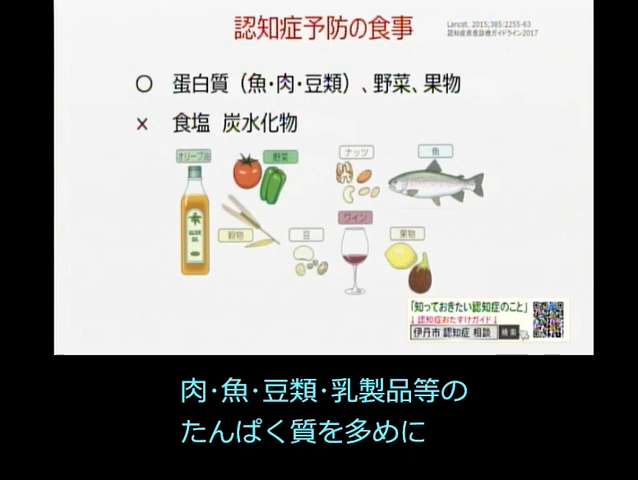 認知症予防の食事
Lancet. 2015;385:2255-63
認知症疾患診療ガイドライン2017
○ 蛋白質（魚・肉・豆類）、野菜、果物
× 食塩 炭水化物
オリーブ油
野菜
ナッツ
魚
穀物
豆
ワイン
果物
「知っておきたい認知症のこと」
↓認知症おたすけガイド↓
伊丹市 認知症 相談 検索
肉・魚・豆類・乳製品等の
たんぱく質を多めに